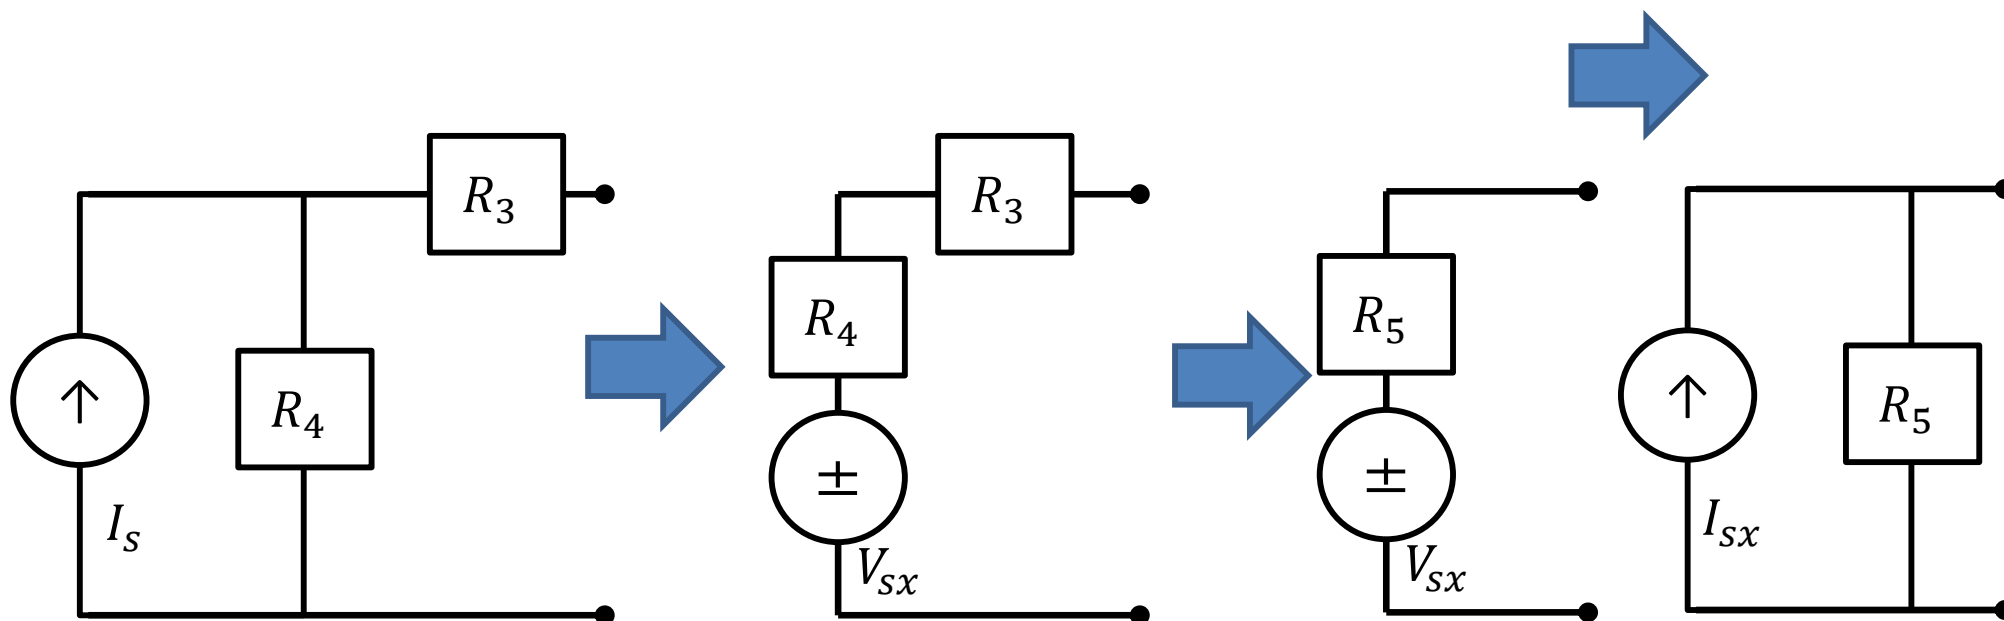 R₃
R₄
↑
Iₛ
R₃
R₄
±
Vₛₓ
R₅
±
Vₛₓ
R₅
↑
Iₛₓ